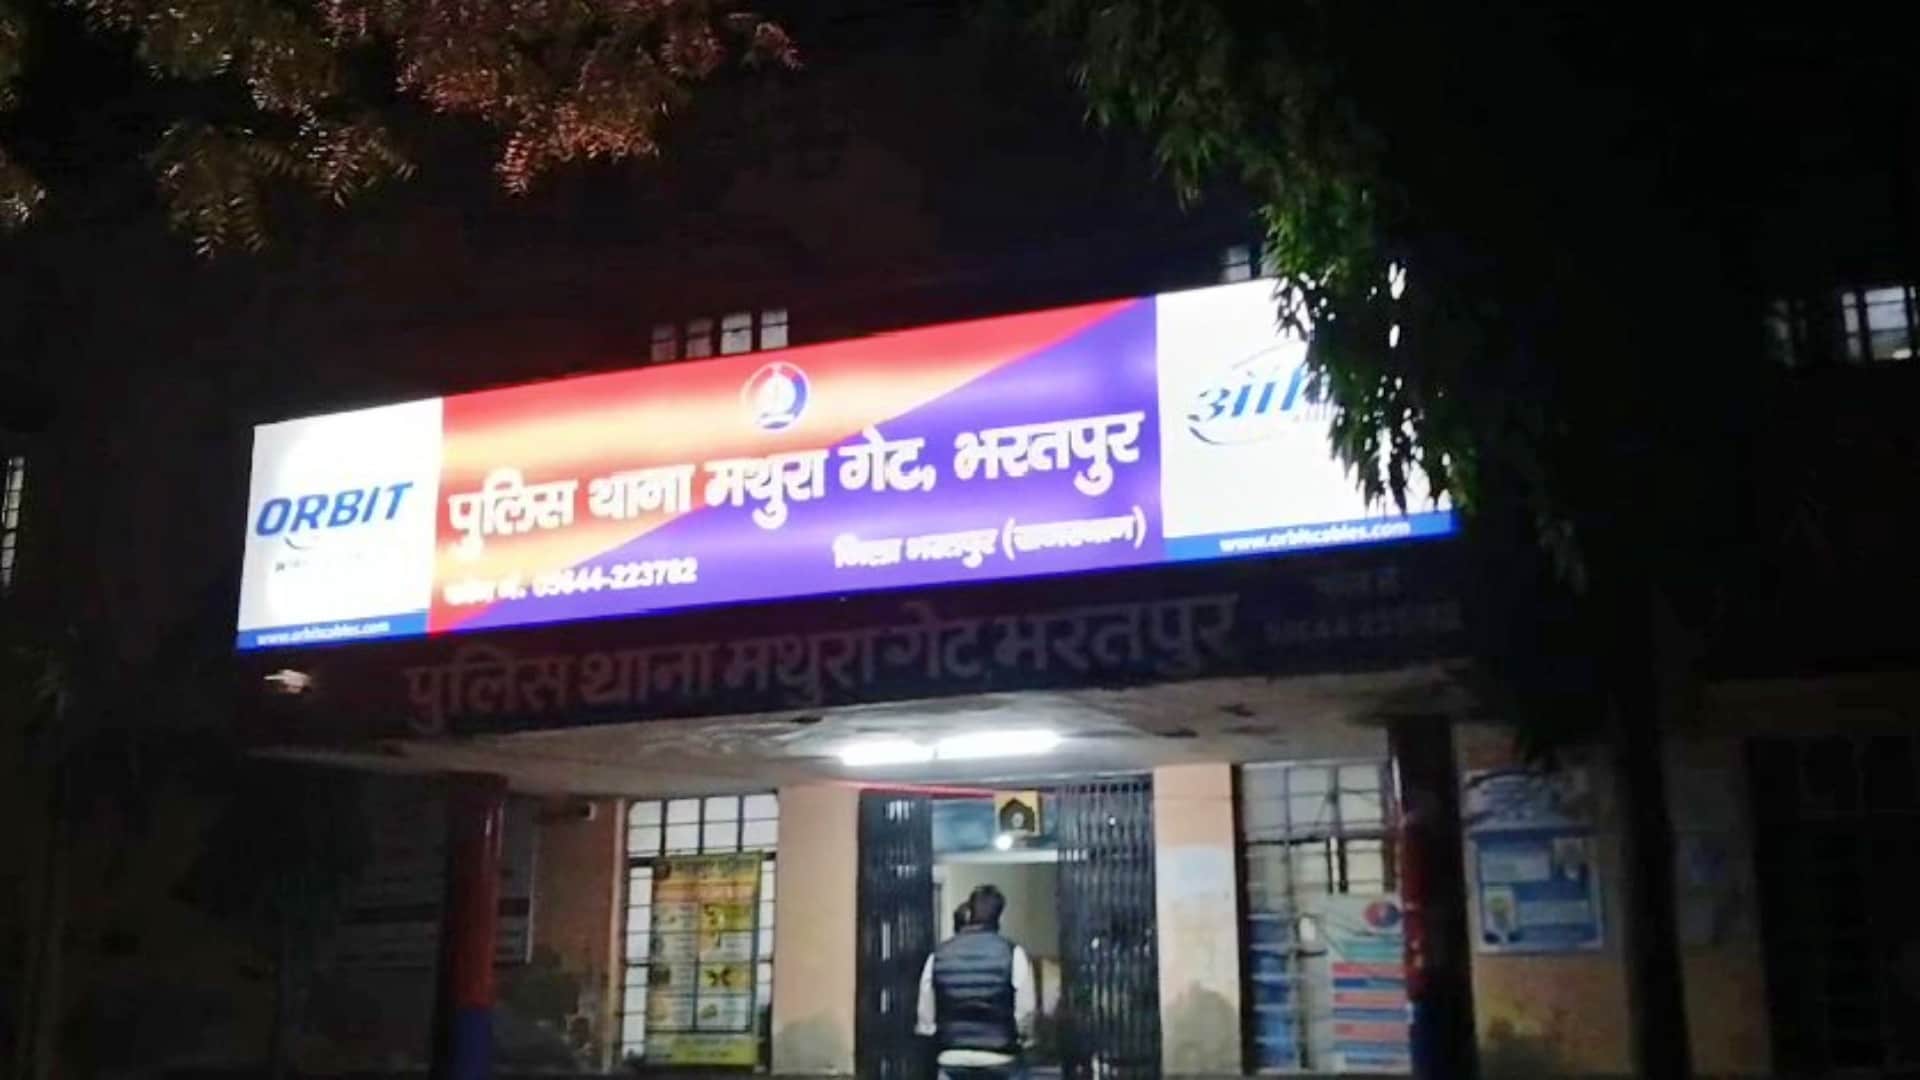 ORBIT
www.orbitcables.com
पुलिस थाना मथुरा गेट, भरतपुर
फोन नं. 05644-223782
जिला भरतपुर (राजस्थान)
www.orbitcables.com
पुलिस थाना मथुरा गेट भरतपुर